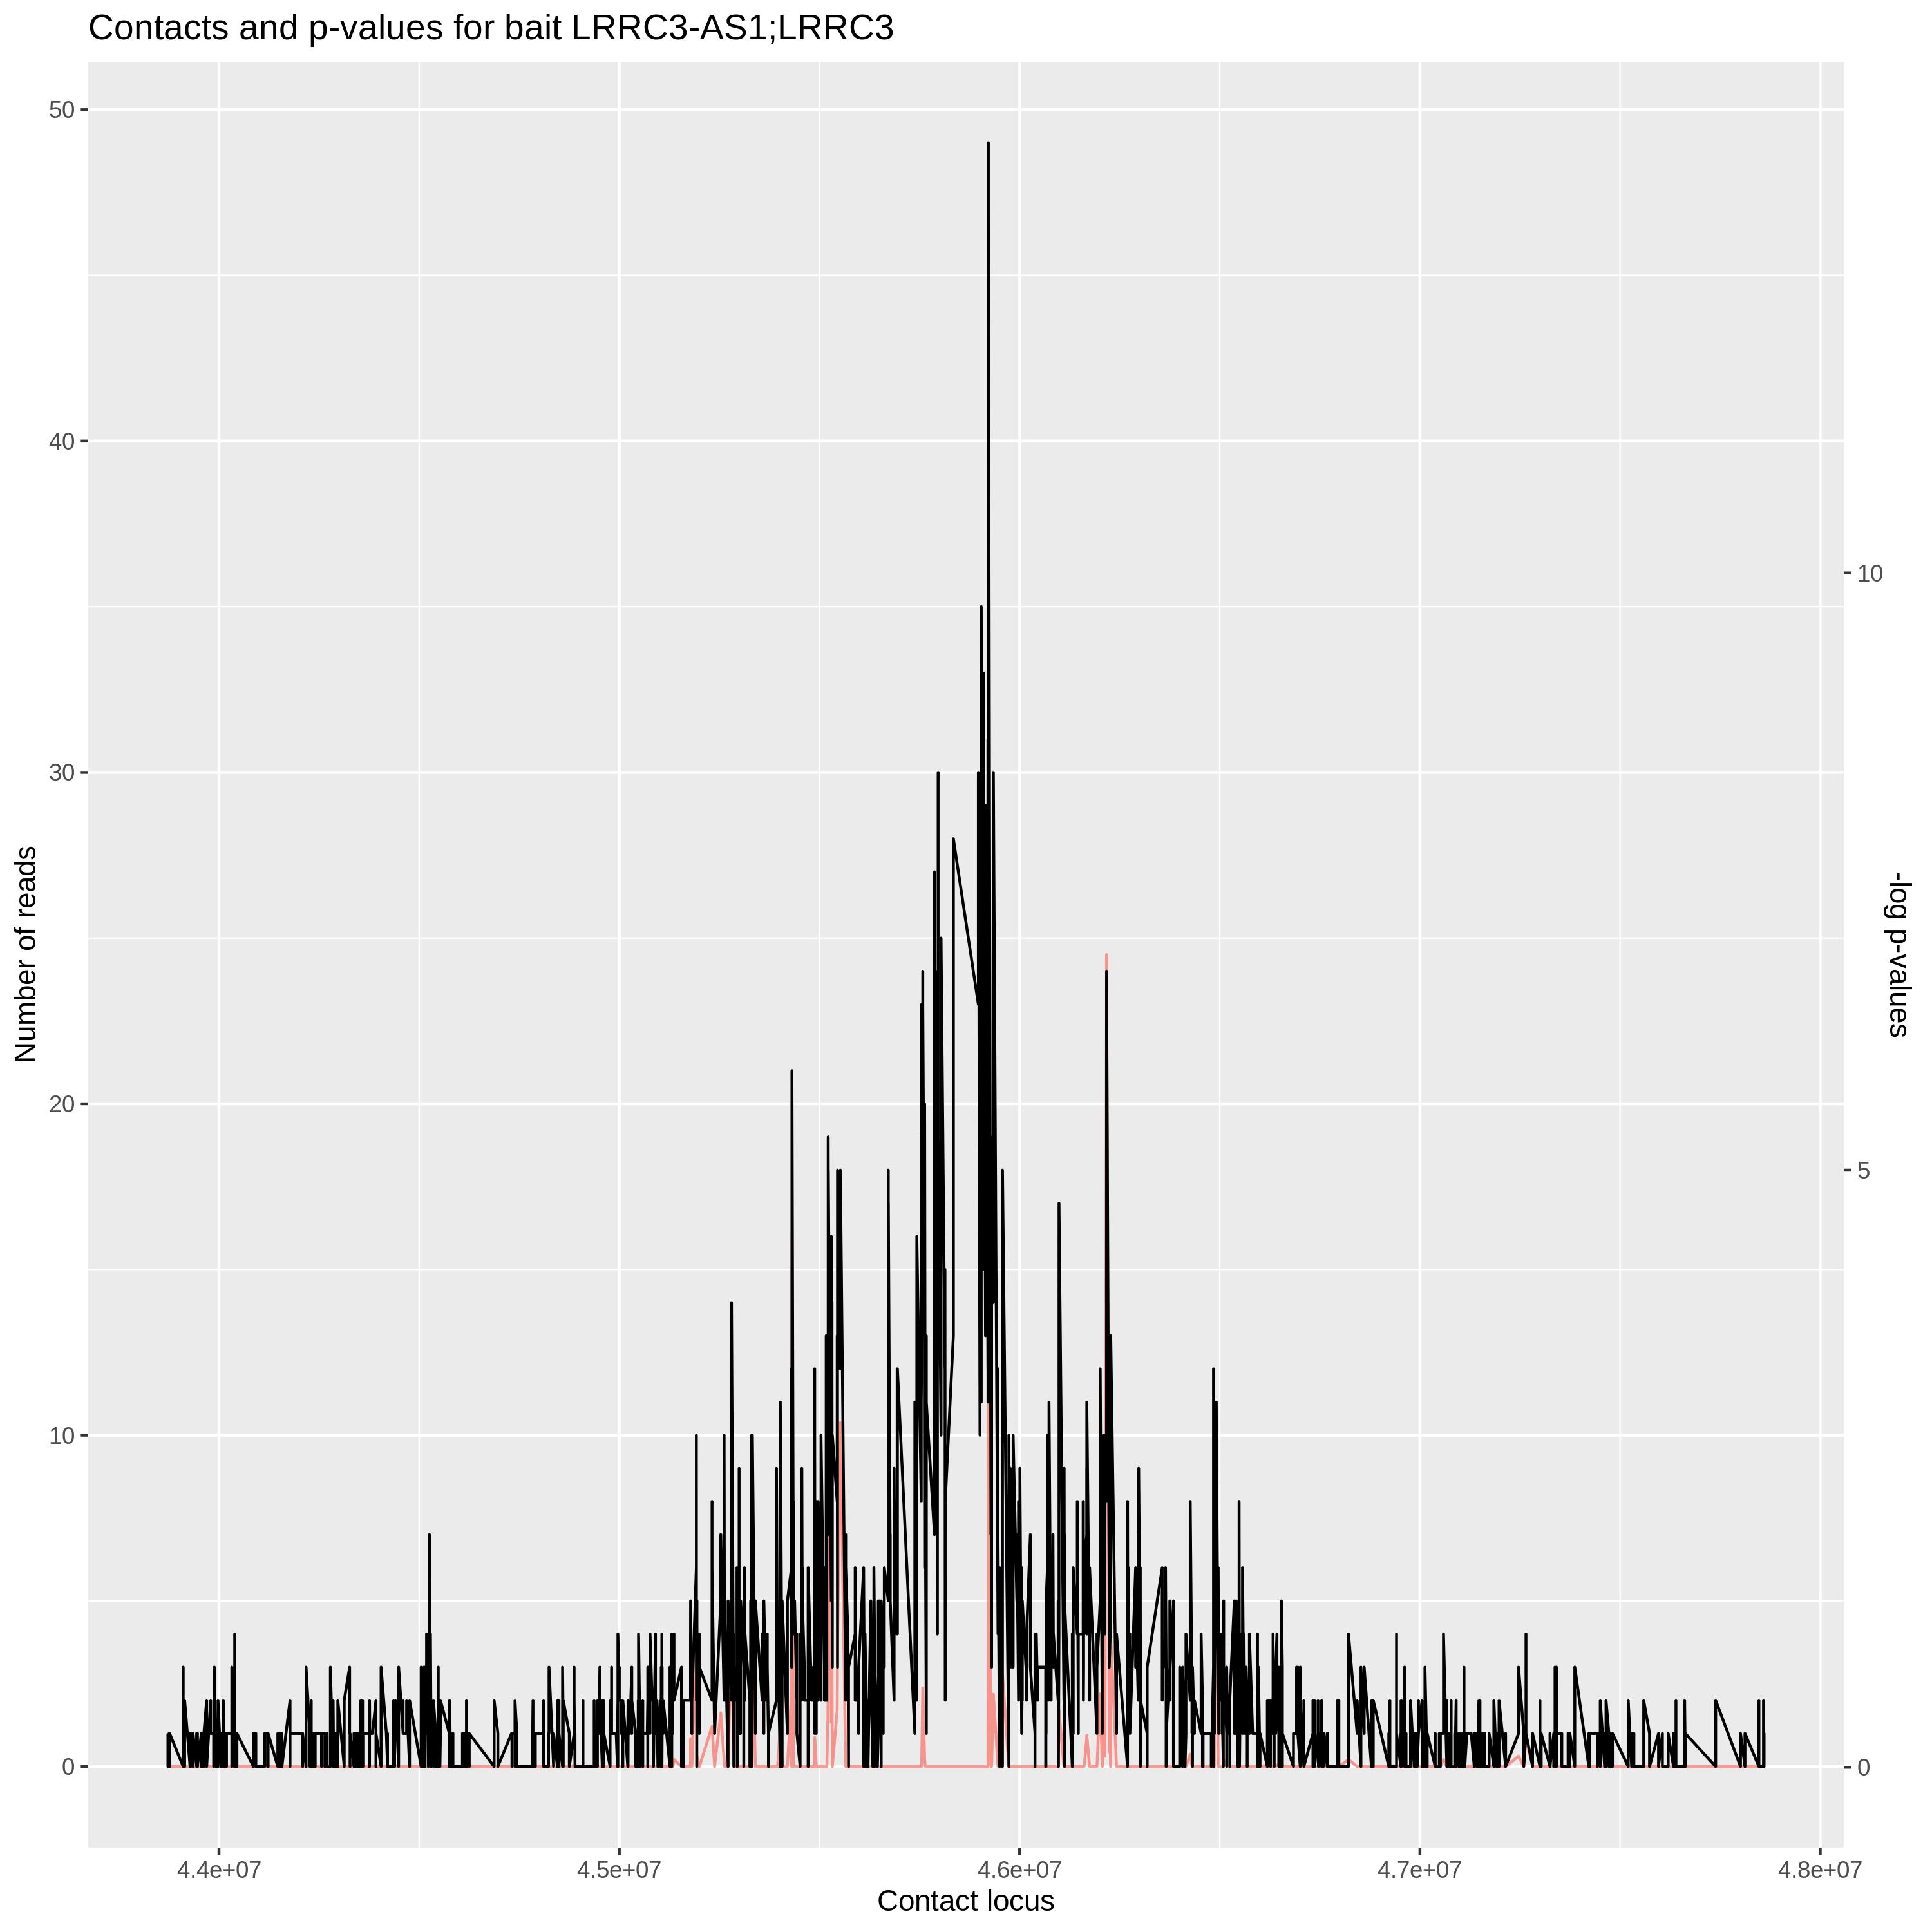 Contacts and p-values for bait LRRC3-AS1;LRRC3
50
40
30
20
10
0
Number of reads
10
5
0
-log p-values
4.4e+07
4.5e+07
4.6e+07
4.7e+07
4.8e+07
Contact locus